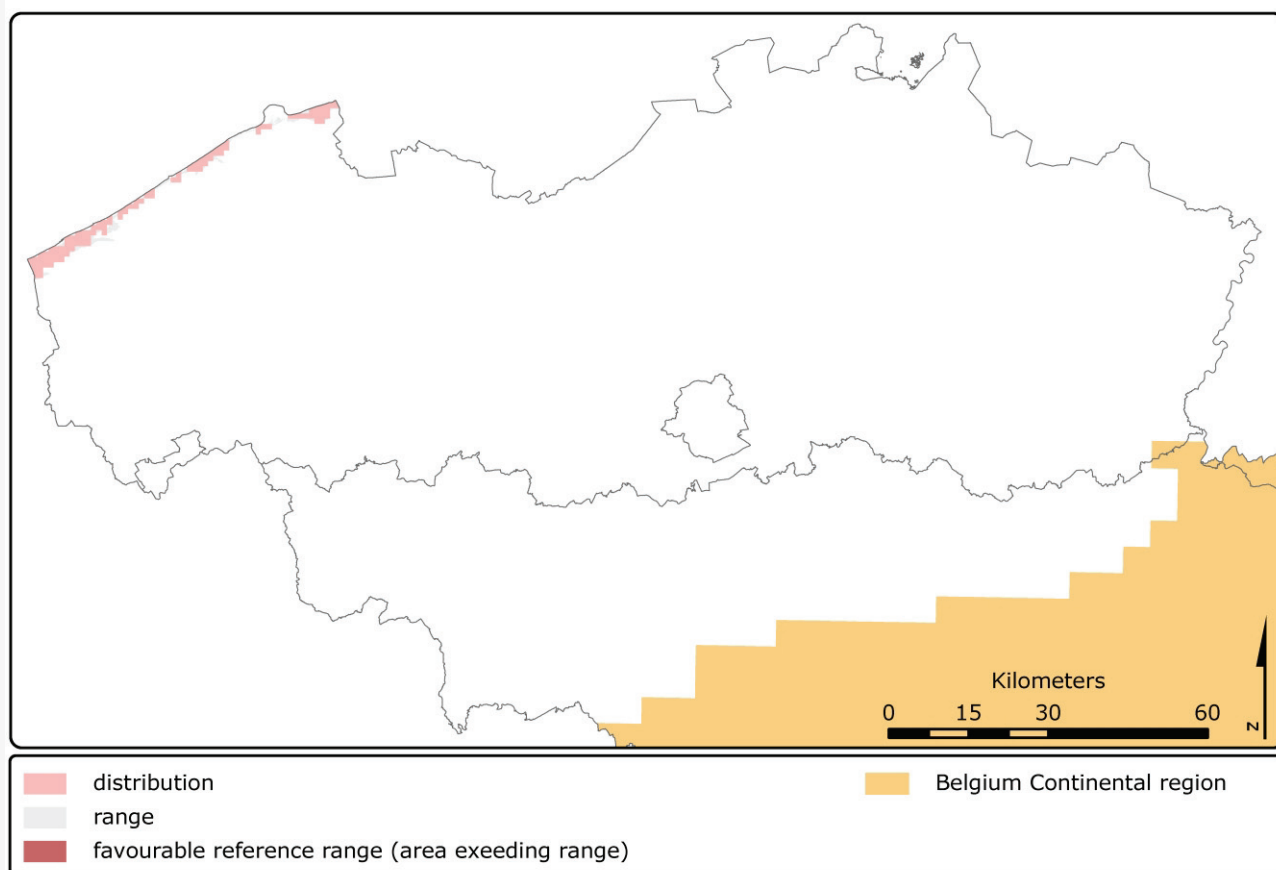 Kilometers
0 15 30 60
N
distribution
range
favourable reference range (area exeeding range)
Belgium Continental region